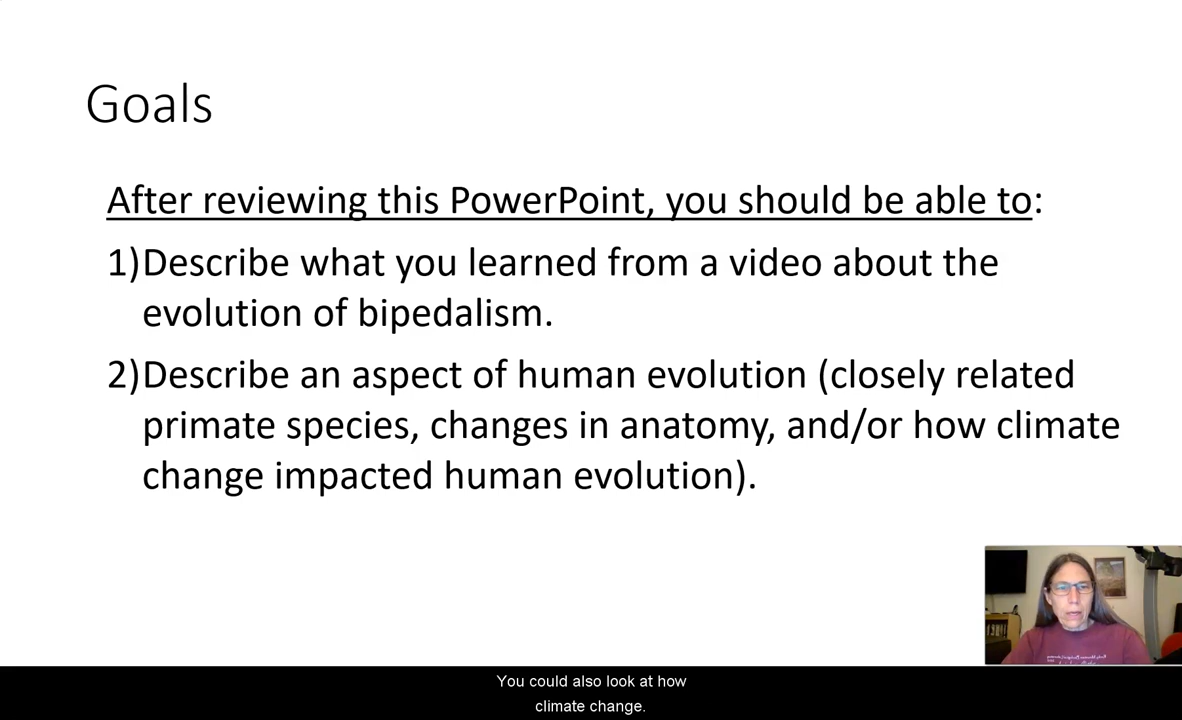 Goals
After reviewing this PowerPoint, you should be able to:
1)Describe what you learned from a video about the
evolution of bipedalism.
2)Describe an aspect of human evolution (closely related
primate species, changes in anatomy, and/or how climate
change impacted human evolution).
You could also look at how
climate change.